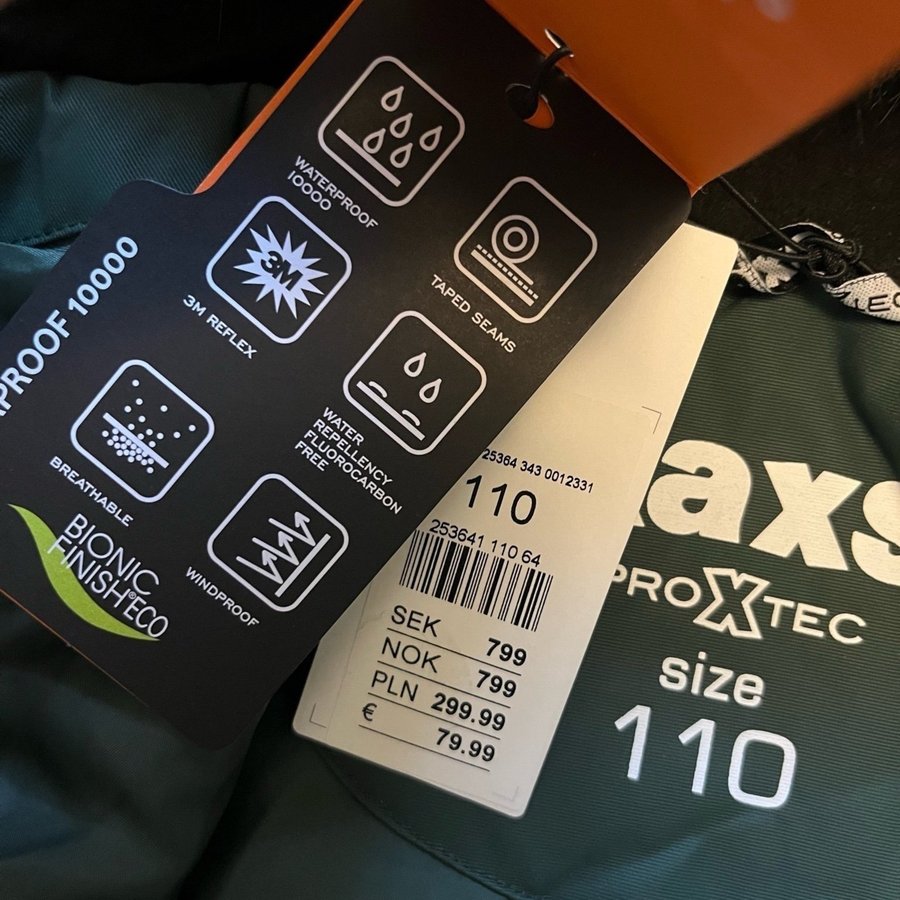 WATERPROOF
10000
TAPED SEAMS
3M
3M REFLEX
WATER
REPELLENCY
FLUOROCARBON
FREE
BREATHABLE
WINDPROOF
BIONIC
FINISH®ECO
PROOF 10000
25364 343 0012331
110
253641 110 64
SEK 799
NOK 799
PLN 299.99
€ 79.99
axs
PROXTEC
size
110